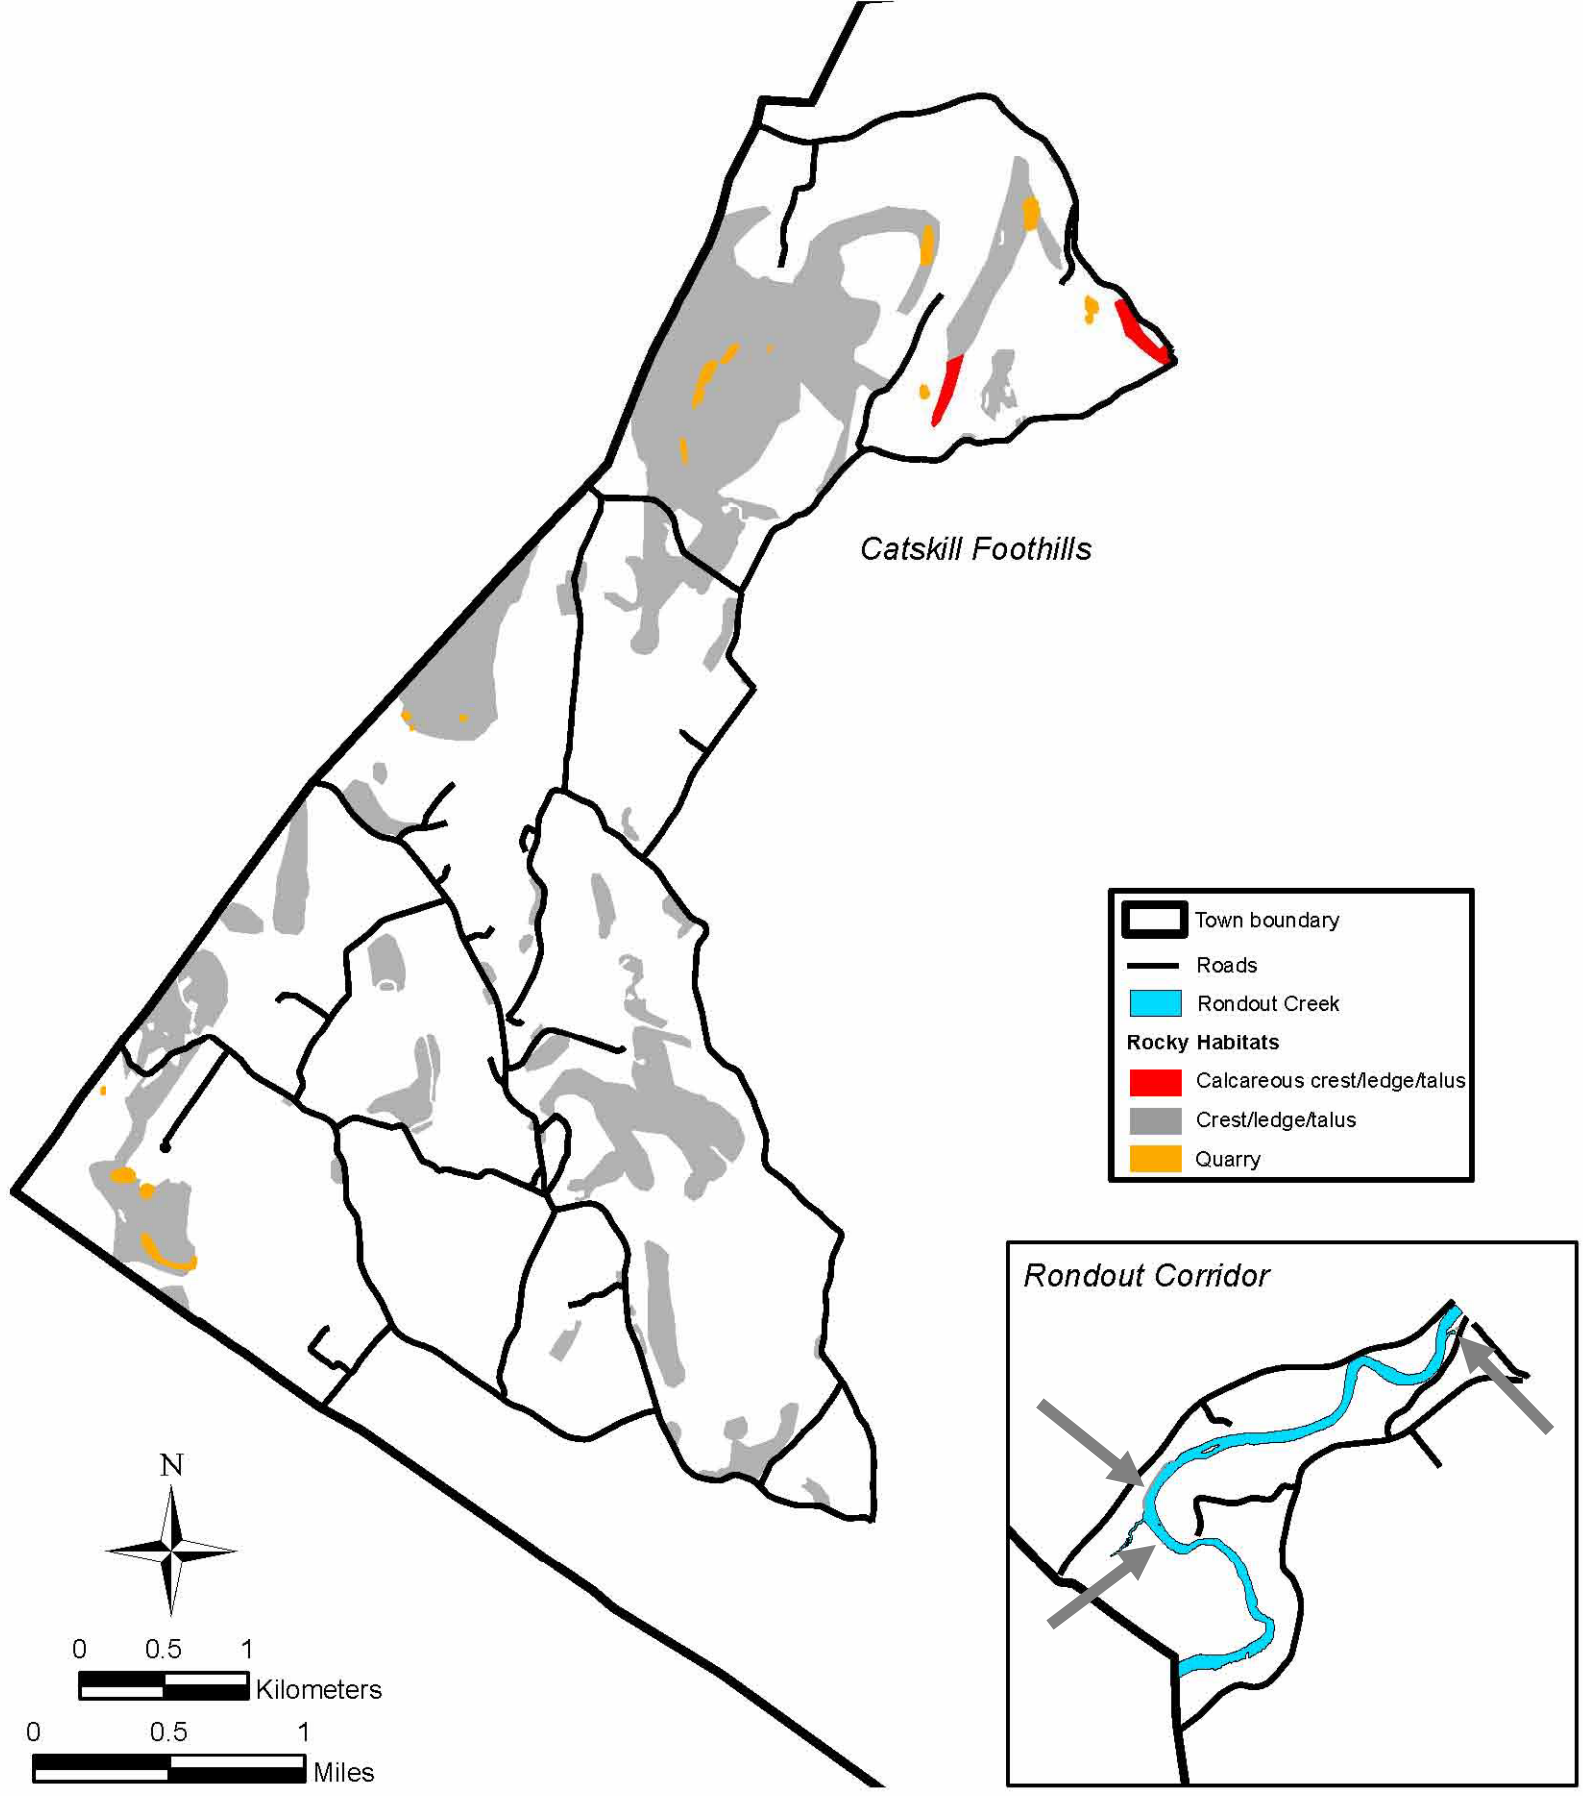 Catskill Foothills
Town boundary
Roads
Rondout Creek
Rocky Habitats
Calcareous crest/ledge/talus
Crest/ledge/talus
Quarry
Rondout Corridor
N
0 0.5 1
Kilometers
0 0.5 1
Miles